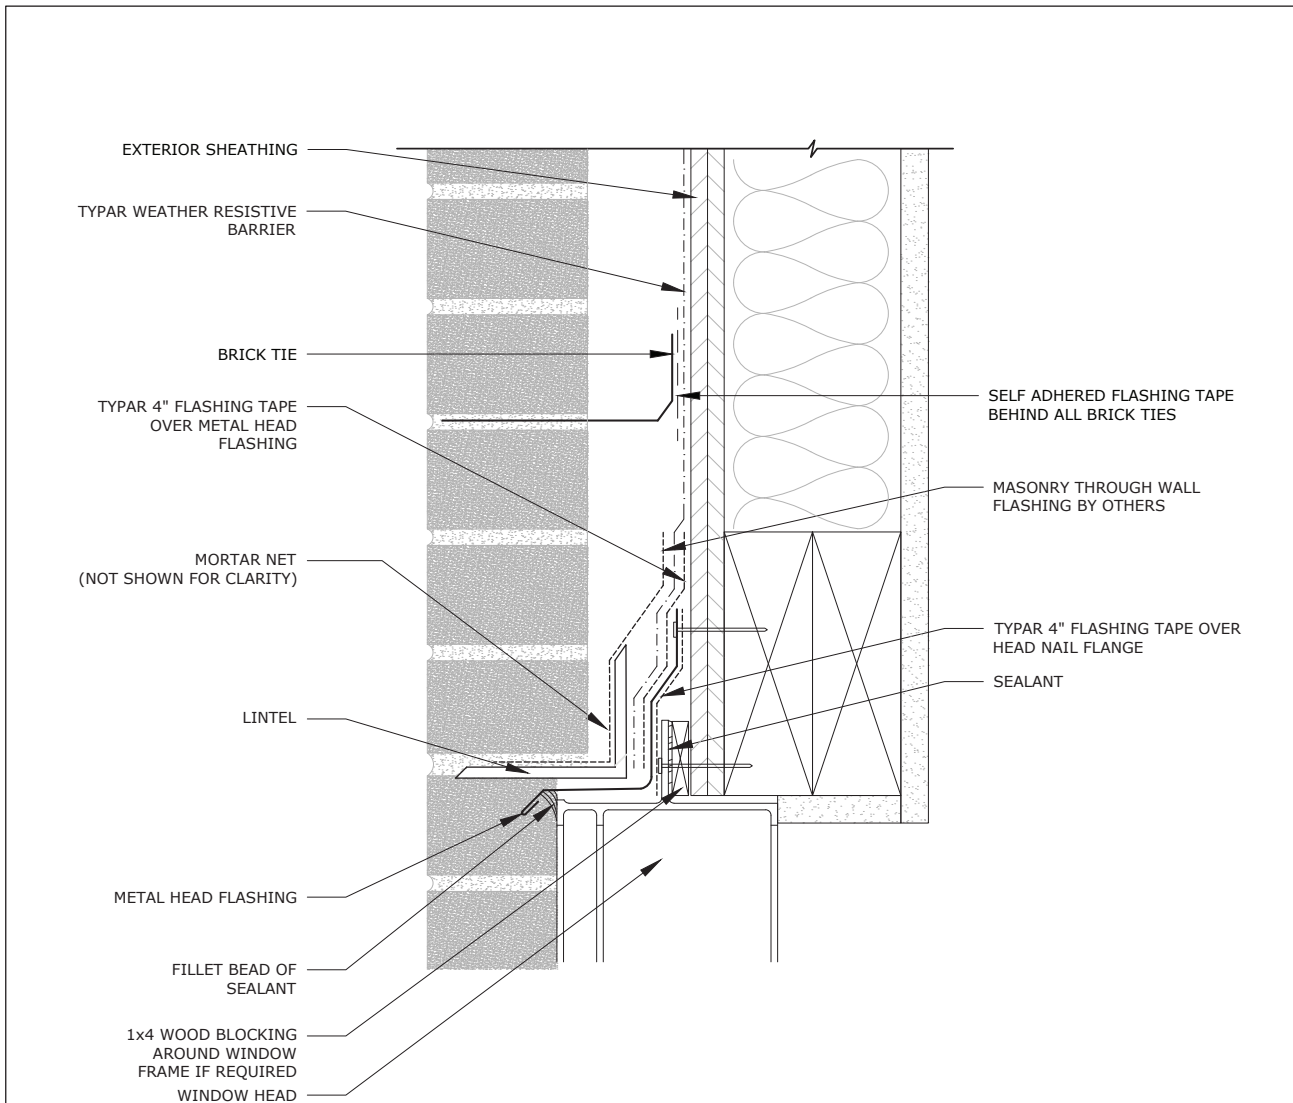 EXTERIOR SHEATHING
TYPAR WEATHER RESISTIVE
BARRIER
BRICK TIE
TYPAR 4" FLASHING TAPE
OVER METAL HEAD
FLASHING
MORTAR NET
(NOT SHOWN FOR CLARITY)
LINTEL
METAL HEAD FLASHING
FILLET BEAD OF
SEALANT
1x4 WOOD BLOCKING
AROUND WINDOW
FRAME IF REQUIRED
WINDOW HEAD
SELF ADHERED FLASHING TAPE
BEHIND ALL BRICK TIES
MASONRY THROUGH WALL
FLASHING BY OTHERS
TYPAR 4" FLASHING TAPE OVER
HEAD NAIL FLANGE
SEALANT